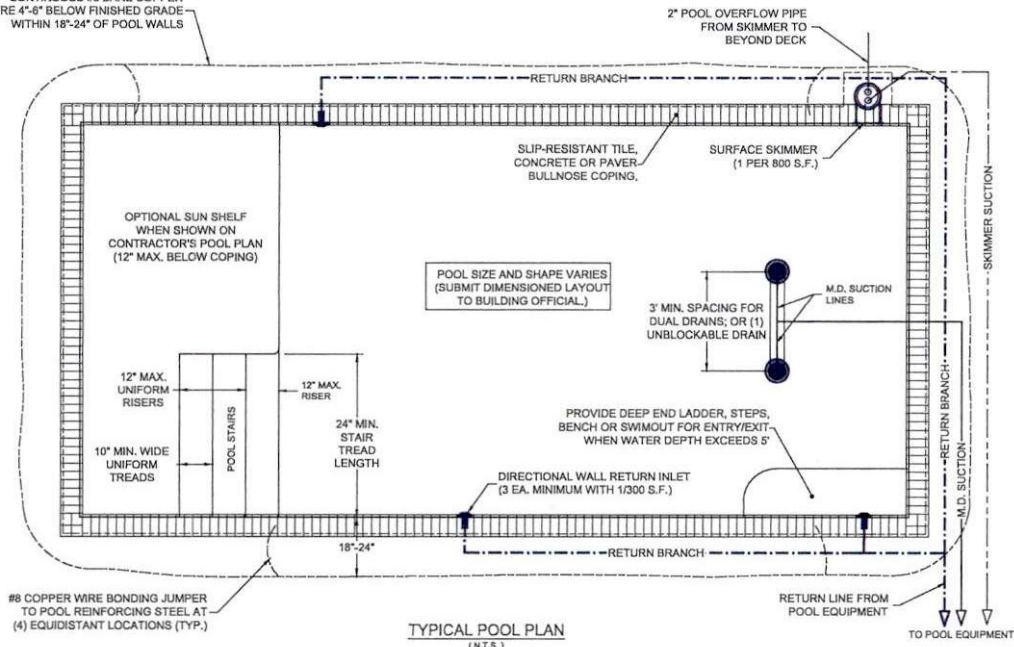 RE 4"-6" BELOW FINISHED GRADE
WITHIN 18"-24" OF POOL WALLS
2" POOL OVERFLOW PIPE
FROM SKIMMER TO
BEYOND DECK
RETURN BRANCH
SLIP-RESISTANT TILE,
CONCRETE OR PAVER
BULLNOSE COPING,
SURFACE SKIMMER
(1 PER 800 S.F.)
SKIMMER SUCTION
OPTIONAL SUN SHELF
WHEN SHOWN ON
CONTRACTOR'S POOL PLAN
(12" MAX. BELOW COPING)
POOL SIZE AND SHAPE VARIES
(SUBMIT DIMENSIONED LAYOUT
TO BUILDING OFFICIAL.)
3' MIN. SPACING FOR
DUAL DRAINS; OR (1)
UNBLOCKABLE DRAIN
M.D. SUCTION
LINES
12" MAX.
UNIFORM
RISERS
12" MAX.
RISER
POOL STAIRS
10" MIN. WIDE
UNIFORM
TREADS
24" MIN.
STAIR
TREAD
LENGTH
PROVIDE DEEP END LADDER, STEPS,
BENCH OR SWIMOUT FOR ENTRY/EXIT
WHEN WATER DEPTH EXCEEDS 5'
RETURN BRANCH
M.D. SUCTION
DIRECTIONAL WALL RETURN INLET
(3 EA. MINIMUM WITH 1/300 S.F.)
18"-24"
RETURN BRANCH
#8 COPPER WIRE BONDING JUMPER
TO POOL REINFORCING STEEL AT
(4) EQUIDISTANT LOCATIONS (TYP.)
RETURN LINE FROM
POOL EQUIPMENT
TO POOL EQUIPMENT
TYPICAL POOL PLAN
(N.T.S.)